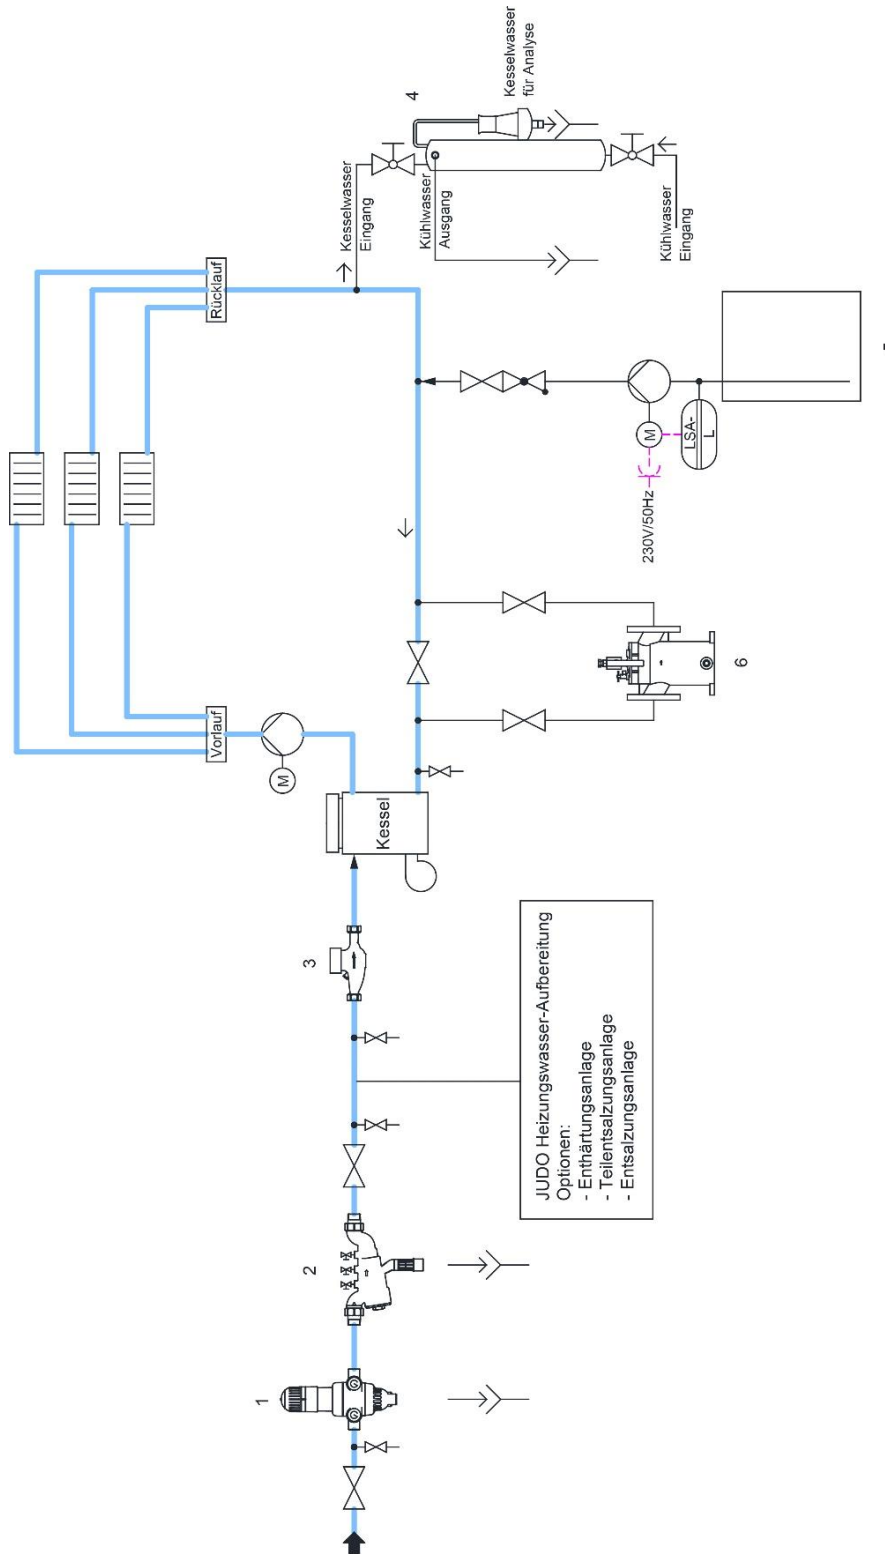 1
2
3
JUDO Heizungswasser-Aufbereitung
Optionen:
- Enthärtungsanlage
- Teilentsalzungsanlage
- Entsalzungsanlage
Kessel
M
Vorlauf
Rücklauf
6
230V/50Hz
M
LSA-
L
Kesselwasser
Eingang
Kühlwasser
Ausgang
Kühlwasser
Eingang
4
Kesselwasser
für Analyse